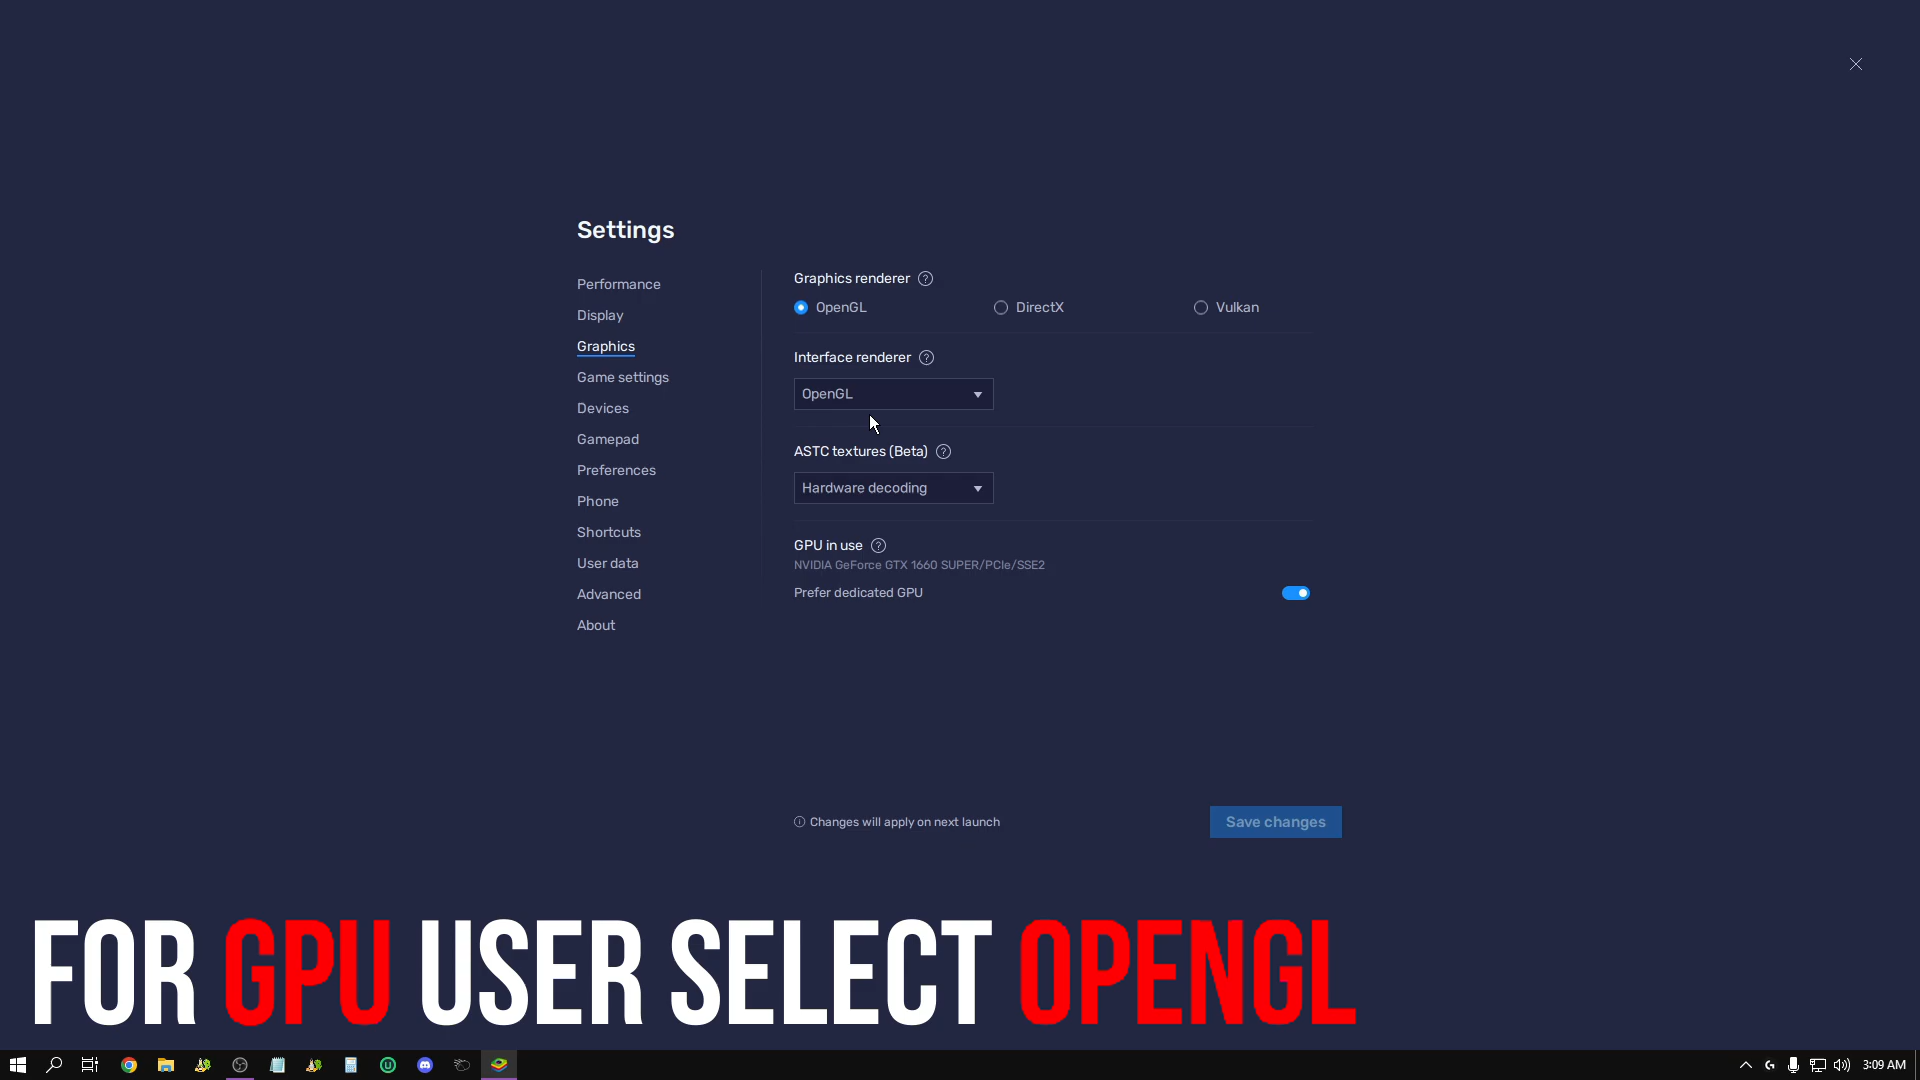 Settings
Performance
Display
Graphics
Game settings
Devices
Gamepad
Preferences
Phone
Shortcuts
User data
Advanced
About
Graphics renderer ?
OpenGL DirectX Vulkan
Interface renderer ?
OpenGL
ASTC textures (Beta) ?
Hardware decoding
GPU in use ?
NVIDIA GeForce GTX 1660 SUPER/PCIe/SSE2
Prefer dedicated GPU
Changes will apply on next launch
Save changes
FOR GPU USER SELECT OPENGL
3:09 AM